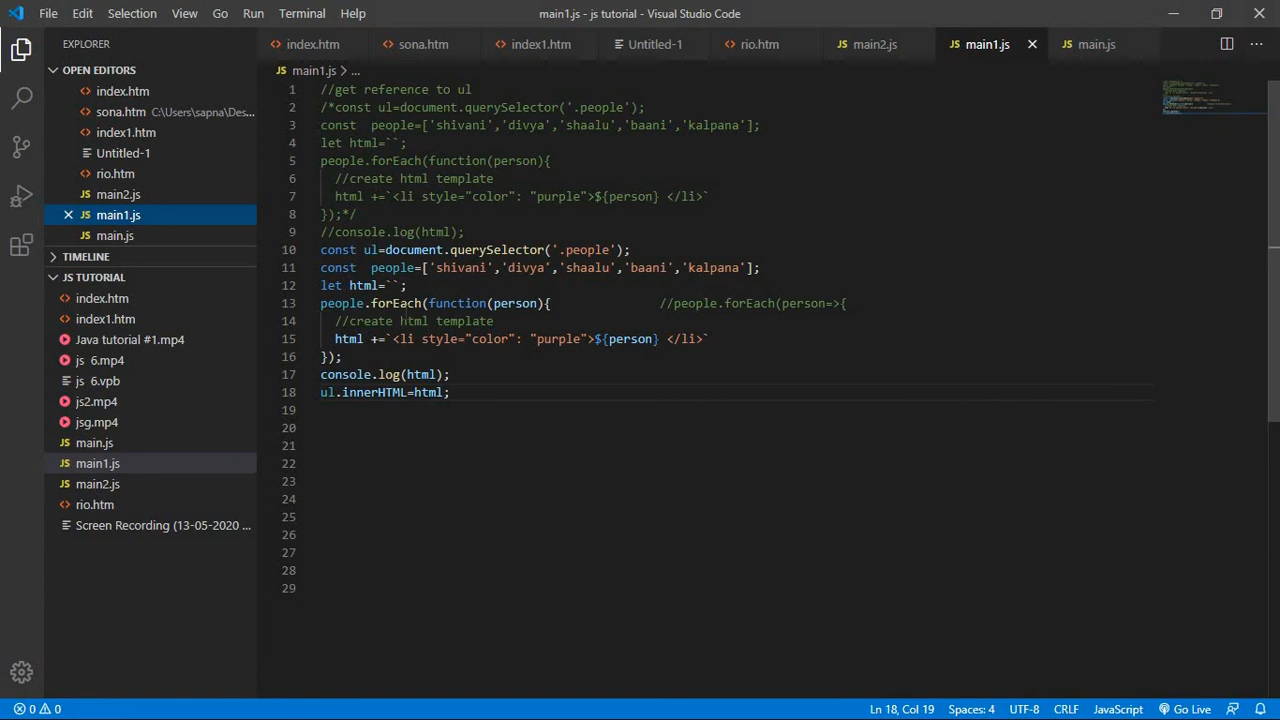 File Edit Selection View Go Run Terminal Help main1.js - js tutorial - Visual Studio Code
EXPLORER
OPEN EDITORS
index.htm
sona.htm C:\Users\sapna\Des...
index1.htm
Untitled-1
rio.htm
main2.js
JS main1.js
JS main.js
TIMELINE
JS TUTORIAL
index.htm
index1.htm
Java tutorial #1.mp4
js 6.mp4
js 6.vpb
js2.mp4
jsg.mp4
JS main.js
main1.js
JS main2.js
rio.htm
Screen Recording (13-05-2020 ...
index.htm sona.htm index1.htm Untitled-1 rio.htm JS main2.js JS main1.js JS main.js
JS main1.js > ...
1 //get reference to ul
2 /*const ul=document.querySelector('.people');
3 const  people=['shivani','divya','shaalu','baani','kalpana'];
4 let html=``;
5 people.forEach(function(person){
6   //create html template
7   html +=`<li style="color": "purple">${person} </li>`
8 });*/
9 //console.log(html);
10 const ul=document.querySelector('.people');
11 const  people=['shivani','divya','shaalu','baani','kalpana'];
12 let html=``;
13 people.forEach(function(person){               //people.forEach(person=>{
14   //create html template
15   html +=`<li style="color": "purple">${person} </li>`
16 });
17 console.log(html);
18 ul.innerHTML=html;
19
20
21
22
23
24
25
26
27
28
29
0 0 Ln 18, Col 19 Spaces: 4 UTF-8 CRLF JavaScript Go Live